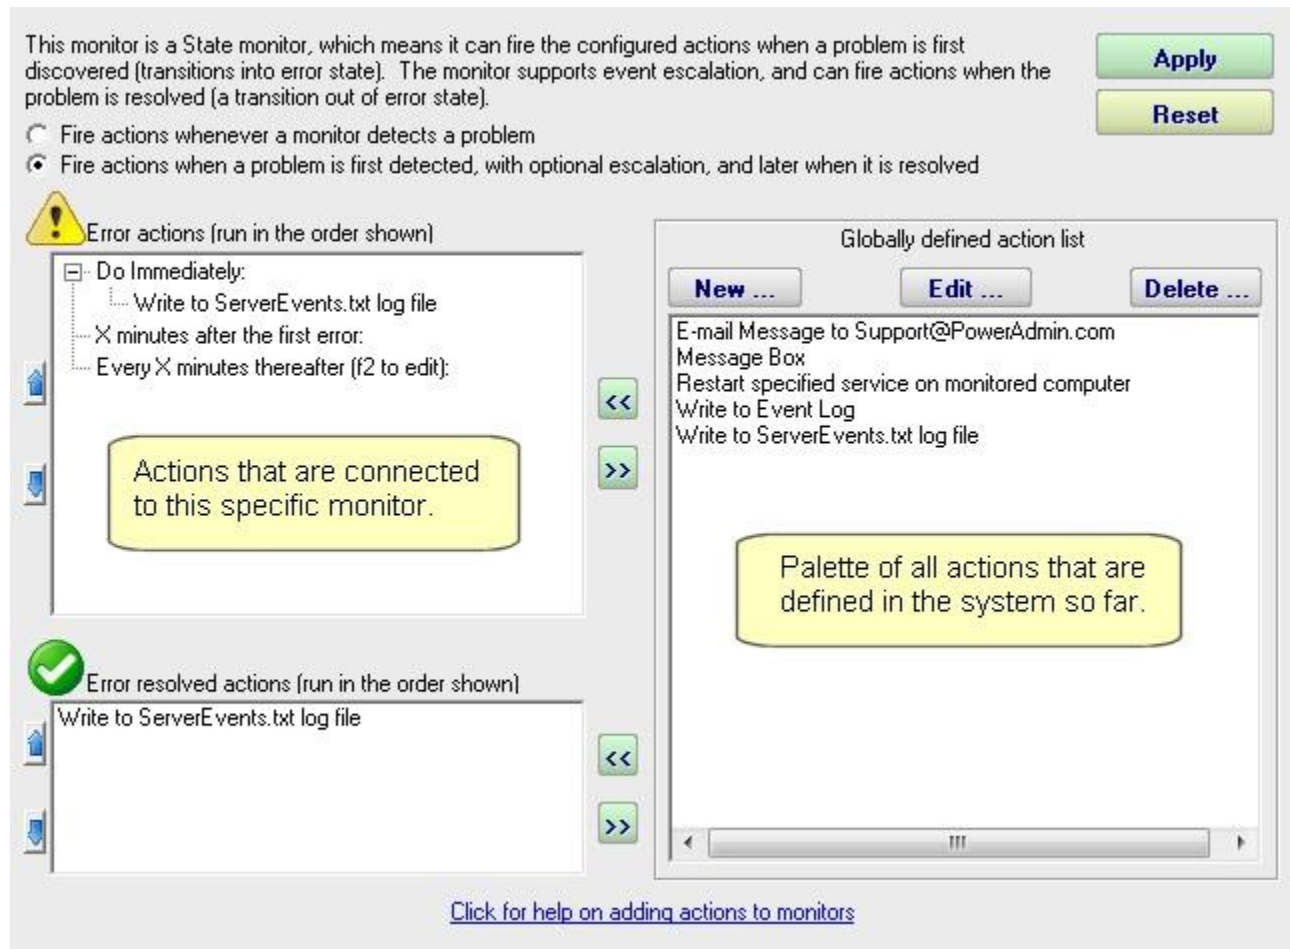 This monitor is a State monitor, which means it can fire the configured actions when a problem is first
discovered (transitions into error state).  The monitor supports event escalation, and can fire actions when the
problem is resolved (a transition out of error state).
Apply
Reset
Fire actions whenever a monitor detects a problem
Fire actions when a problem is first detected, with optional escalation, and later when it is resolved
Error actions (run in the order shown)
Do Immediately:
Write to ServerEvents.txt log file
X minutes after the first error:
Every X minutes thereafter (f2 to edit):
Actions that are connected
to this specific monitor.
<<
>>
Globally defined action list
New ...
Edit ...
Delete ...
E-mail Message to Support@PowerAdmin.com
Message Box
Restart specified service on monitored computer
Write to Event Log
Write to ServerEvents.txt log file
Palette of all actions that are
defined in the system so far.
Error resolved actions (run in the order shown)
Write to ServerEvents.txt log file
<<
>>
Click for help on adding actions to monitors